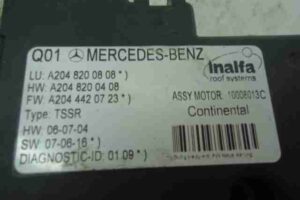 Q01 MERCEDES-BENZ
LU: A204 820 08 08 *)
HW: A204 820 04 08
FW: A204 442 07 23 *)
Type: TSSR
HW: 06-07-04
SW: 07-06-16 *)
DIAGNOSTIC-ID: 01 09 *)
inalfa
roof systems
ASSY MOTOR: 10006013C
Continental